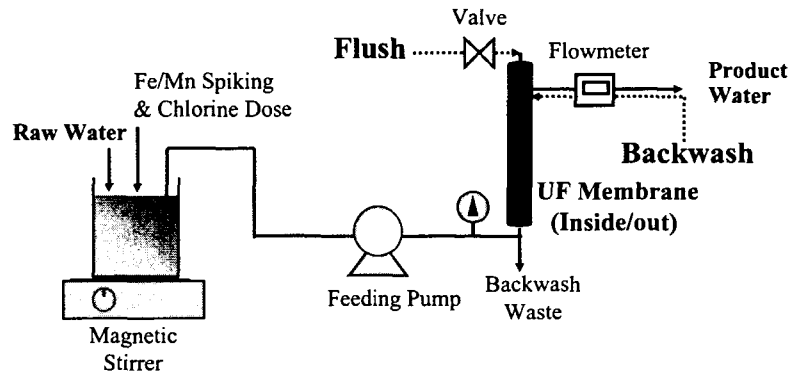 Valve
Flush
Flowmeter
Product
Water
Fe/Mn Spiking
& Chlorine Dose
Raw Water
Backwash
UF Membrane
(Inside/out)
Feeding Pump
Backwash
Waste
Magnetic
Stirrer